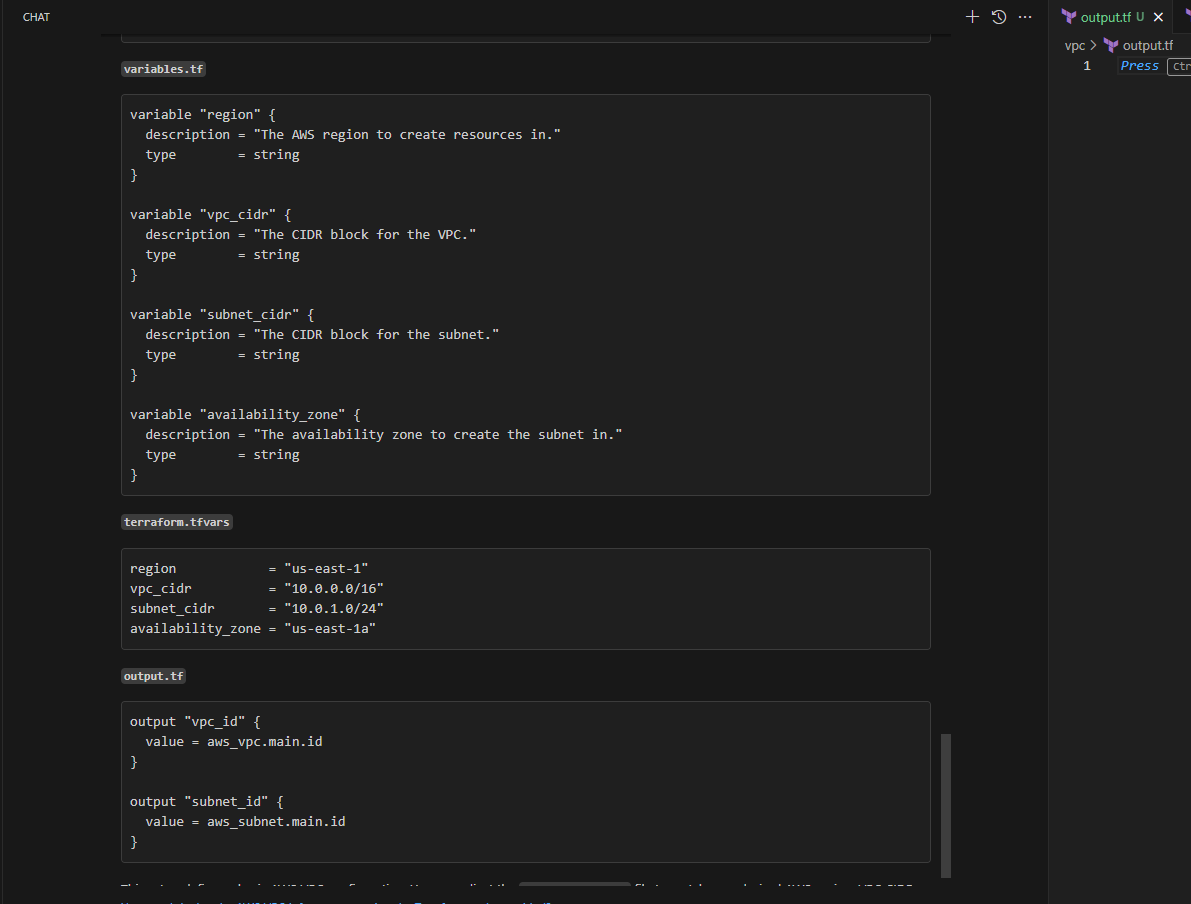 CHAT
output.tf U
vpc > output.tf
1 Press Ctr
variables.tf
variable "region" {
  description = "The AWS region to create resources in."
  type        = string
}
variable "vpc_cidr" {
  description = "The CIDR block for the VPC."
  type        = string
}
variable "subnet_cidr" {
  description = "The CIDR block for the subnet."
  type        = string
}
variable "availability_zone" {
  description = "The availability zone to create the subnet in."
  type        = string
}
terraform.tfvars
region            = "us-east-1"
vpc_cidr          = "10.0.0.0/16"
subnet_cidr       = "10.0.1.0/24"
availability_zone = "us-east-1a"
output.tf
output "vpc_id" {
  value = aws_vpc.main.id
}
output "subnet_id" {
  value = aws_subnet.main.id
}